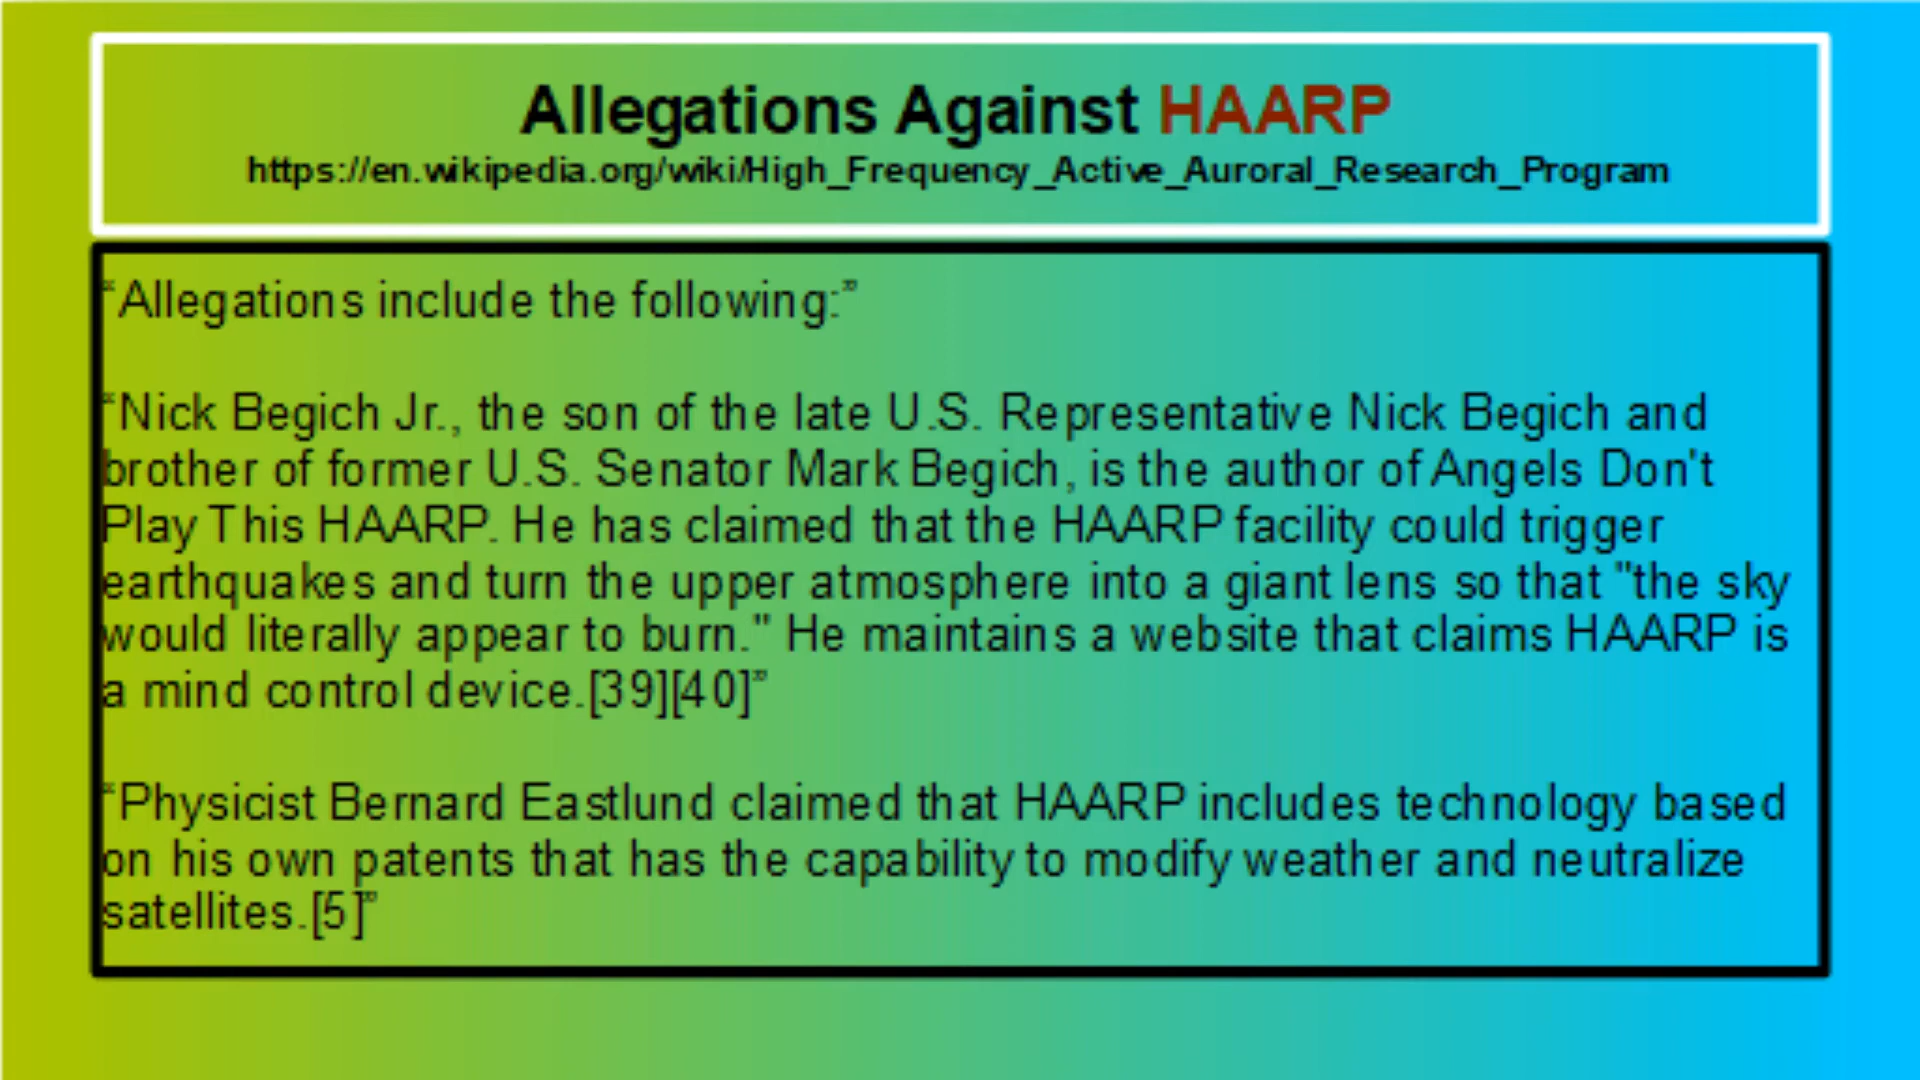 Allegations Against HAARP
https://en.wikipedia.org/wiki/High_Frequency_Active_Auroral_Research_Program
“Allegations include the following:”
“Nick Begich Jr., the son of the late U.S. Representative Nick Begich and
brother of former U.S. Senator Mark Begich, is the author of Angels Don't
Play This HAARP. He has claimed that the HAARP facility could trigger
earthquakes and turn the upper atmosphere into a giant lens so that "the sky
would literally appear to burn." He maintains a website that claims HAARP is
a mind control device.[39][40]”
“Physicist Bernard Eastlund claimed that HAARP includes technology based
on his own patents that has the capability to modify weather and neutralize
satellites.[5]”